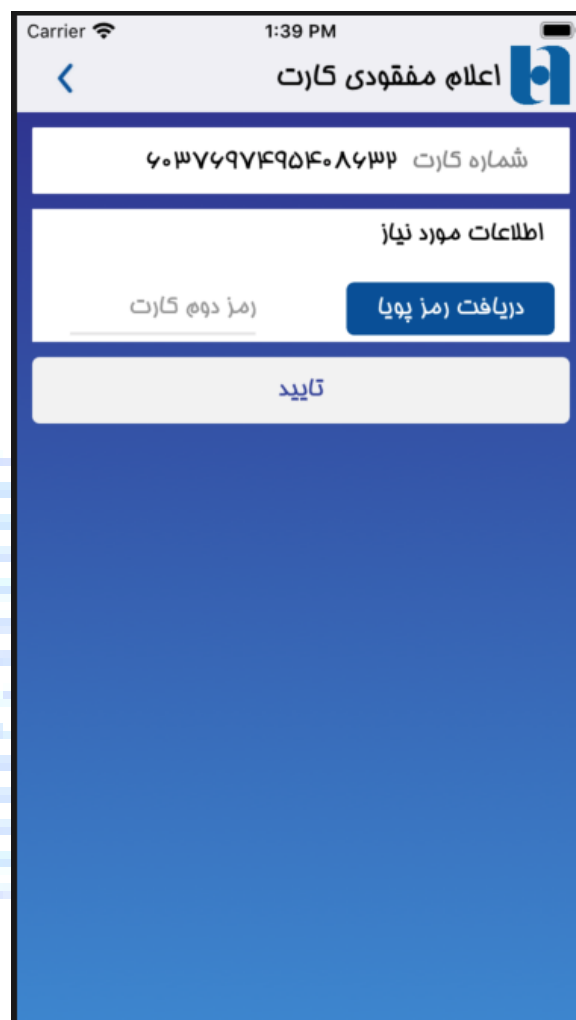 Carrier 1:39 PM
اعلام مفقودی کارت
شماره کارت ۶۰۳۷۶۹۷۴۹۵۴۰۸۶۳۲
اطلاعات مورد نیاز
دریافت رمز پویا رمز دوم کارت
تایید